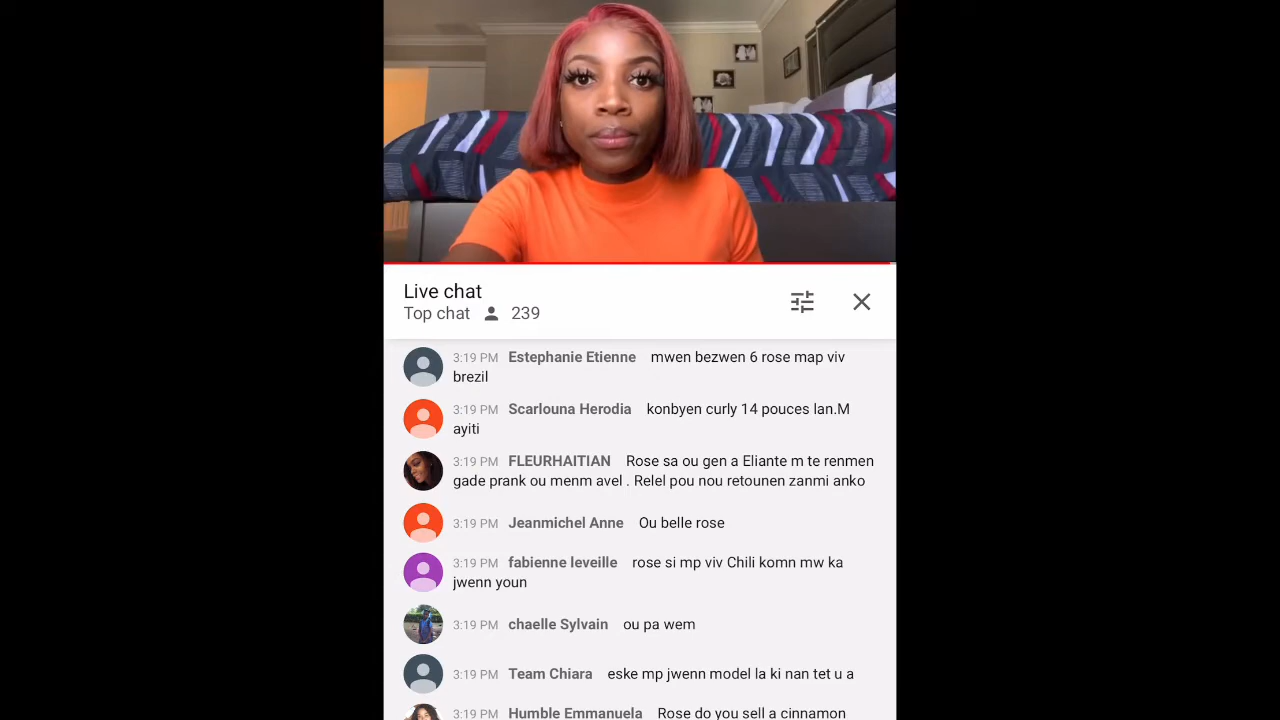 Live chat
Top chat 239
3:19 PM Estephanie Etienne mwen bezwen 6 rose map viv
brezil
3:19 PM Scarlouna Herodia konbyen curly 14 pouces lan.M
ayiti
3:19 PM FLEURHAITIAN Rose sa ou gen a Eliante m te renmen
gade prank ou menm avel . Relel pou nou retounen zanmi anko
3:19 PM Jeanmichel Anne Ou belle rose
3:19 PM fabienne leveille rose si mp viv Chili komn mw ka
jwenn youn
3:19 PM chaelle Sylvain ou pa wem
3:19 PM Team Chiara eske mp jwenn model la ki nan tet u a
3:19 PM Humble Emmanuela Rose do you sell a cinnamon